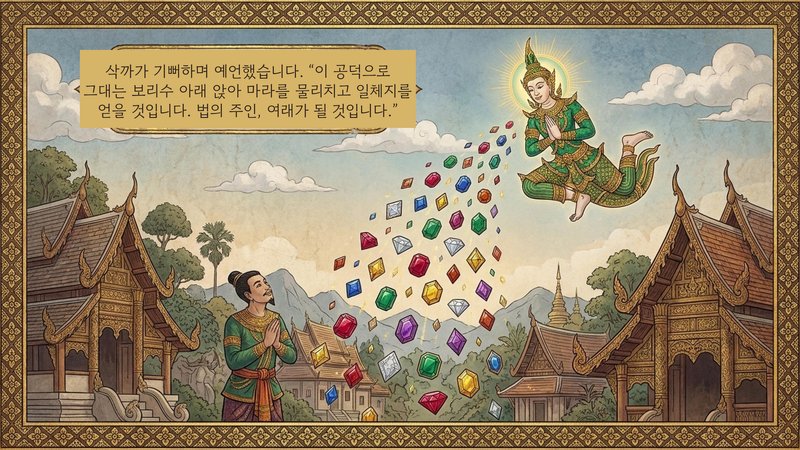 삭까가 기뻐하며 예언했습니다. “이 공덕으로
그대는 보리수 아래 앉아 마라를 물리치고 일체지를
얻을 것입니다. 법의 주인, 여래가 될 것입니다.”